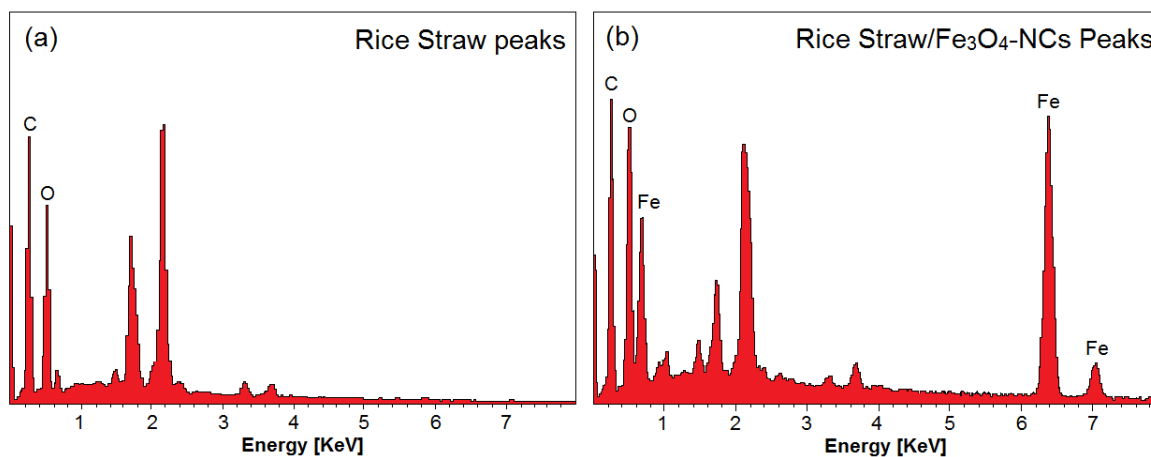 (a)
Rice Straw peaks
C
O
1 2 3 4 5 6 7
Energy [KeV]
(b)
Rice Straw/Fe₃O₄-NCs Peaks
C
O
Fe
Fe
Fe
1 2 3 4 5 6 7
Energy [KeV]